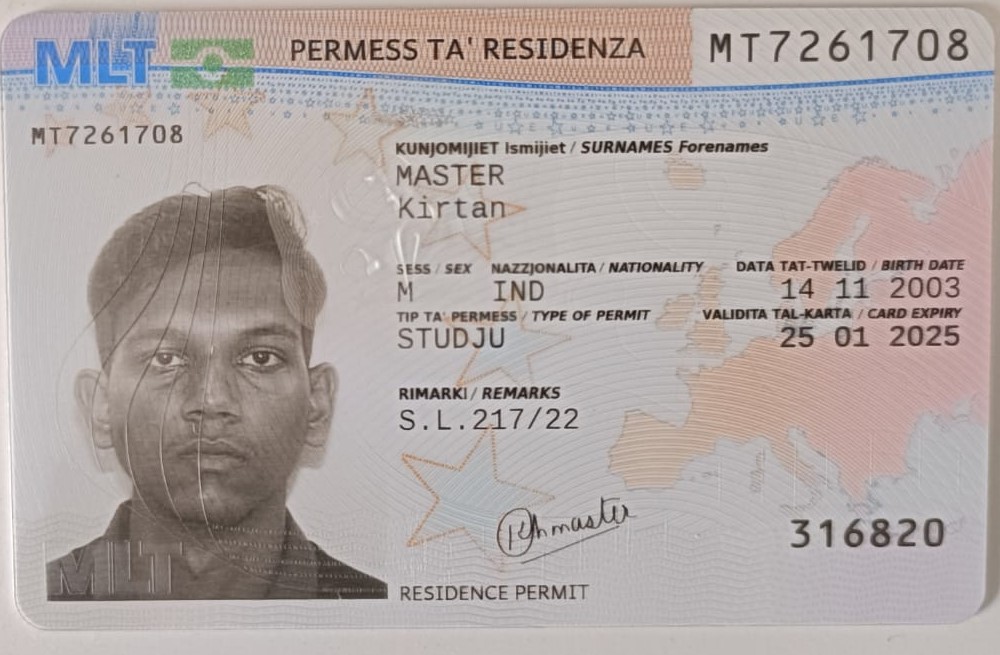 MLT PERMESS TA' RESIDENZA MT7261708
MT7261708
KUNJOMIJIET Ismijiet / SURNAMES Forenames
MASTER
Kirtan
SESS / SEX NAZZJONALITA / NATIONALITY DATA TAT-TWELID / BIRTH DATE
M IND 14 11 2003
TIP TA' PERMESS / TYPE OF PERMIT VALIDITA TAL-KARTA / CARD EXPIRY
STUDJU 25 01 2025
RIMARKI / REMARKS
S.L.217/22
316820
MLT
RESIDENCE PERMIT